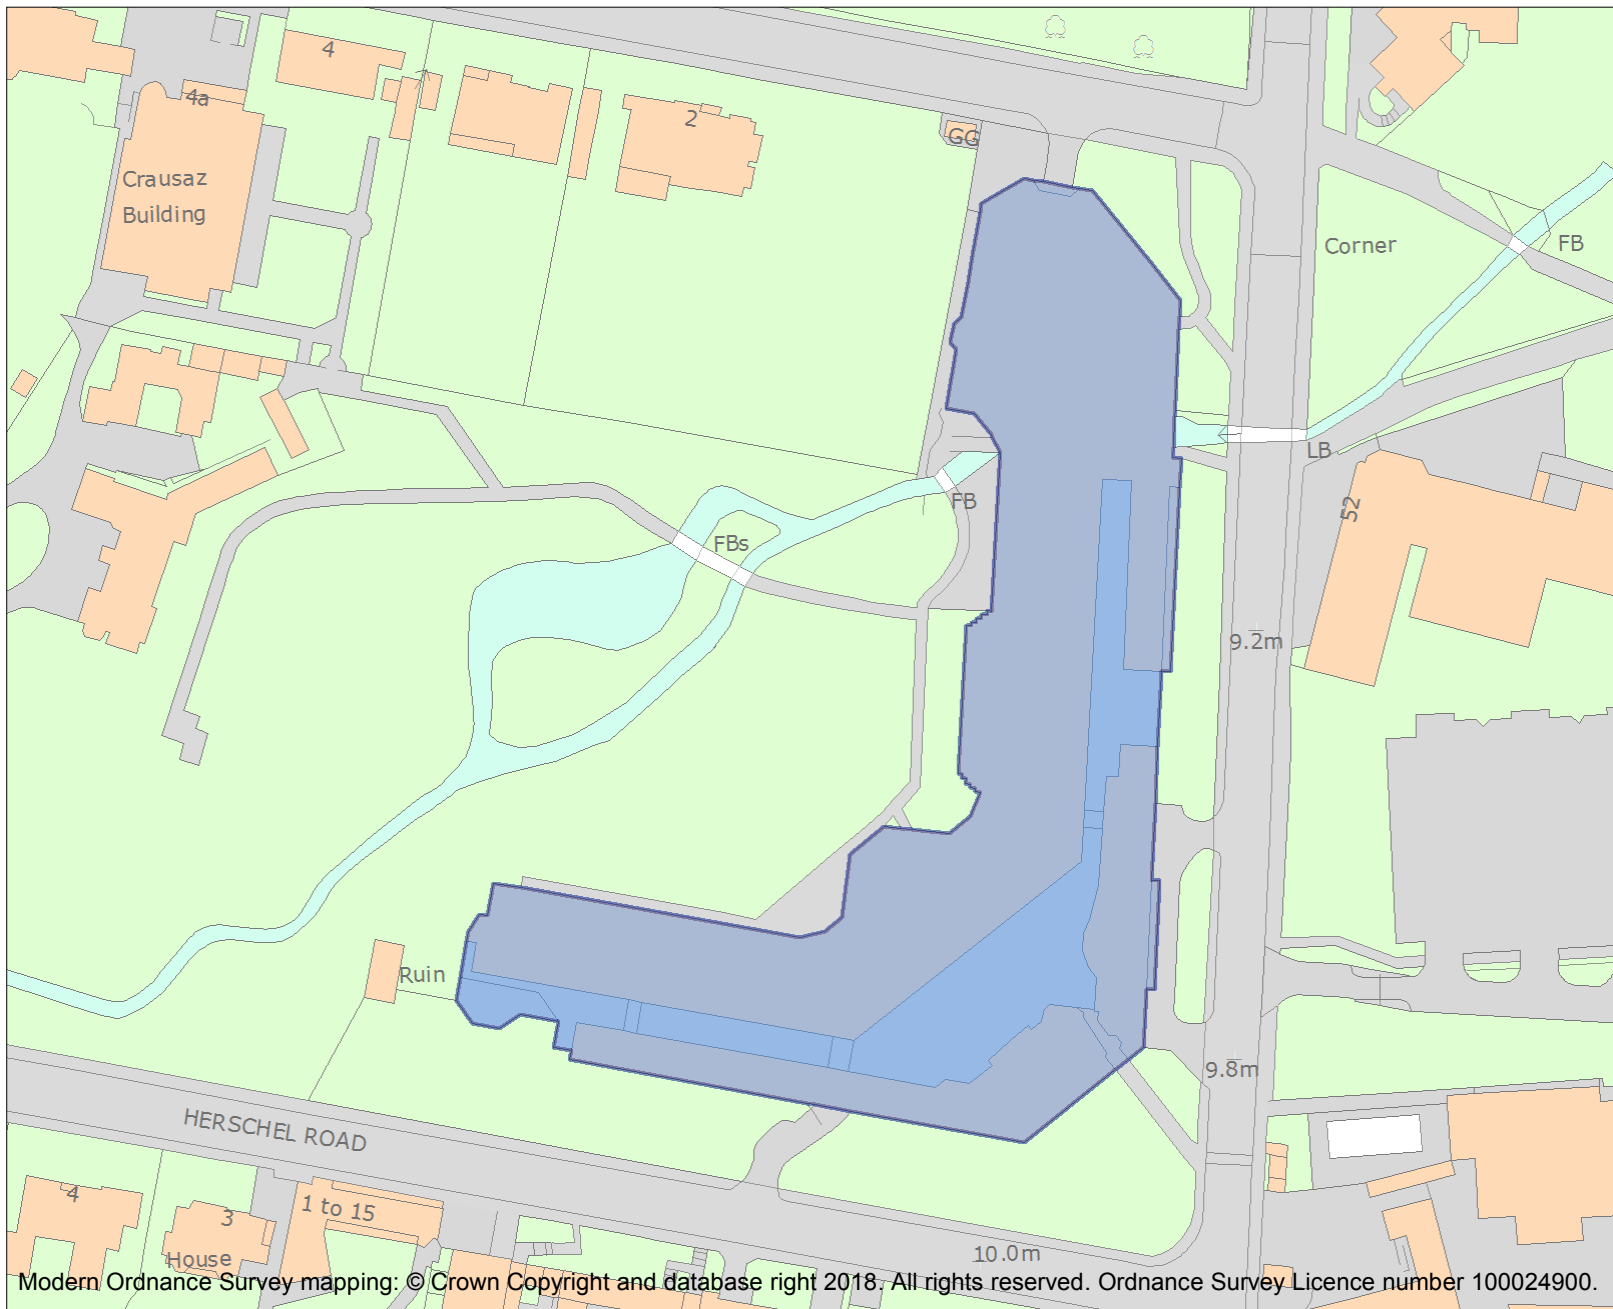 4
4a
2
GG
Crausaz
Building
Corner
FB
LB
FB
52
FBs
9.2m
Ruin
9.8m
HERSCHEL ROAD
4
3
1 to 15
House
10.0m
Modern Ordnance Survey mapping: © Crown Copyright and database right 2018. All rights reserved. Ordnance Survey Licence number 100024900.